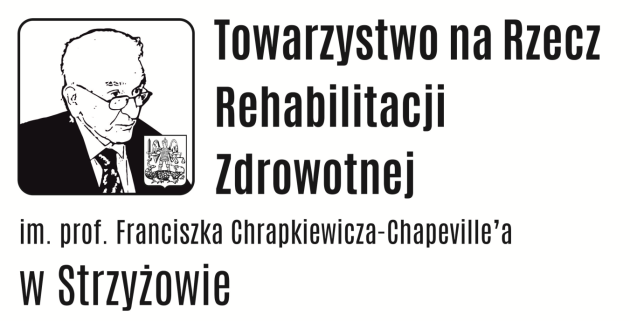 Towarzystwo na Rzecz
Rehabilitacji
Zdrowotnej
im. prof. Franciszka Chrapkiewicza-Chapeville’a
w Strzyżowie